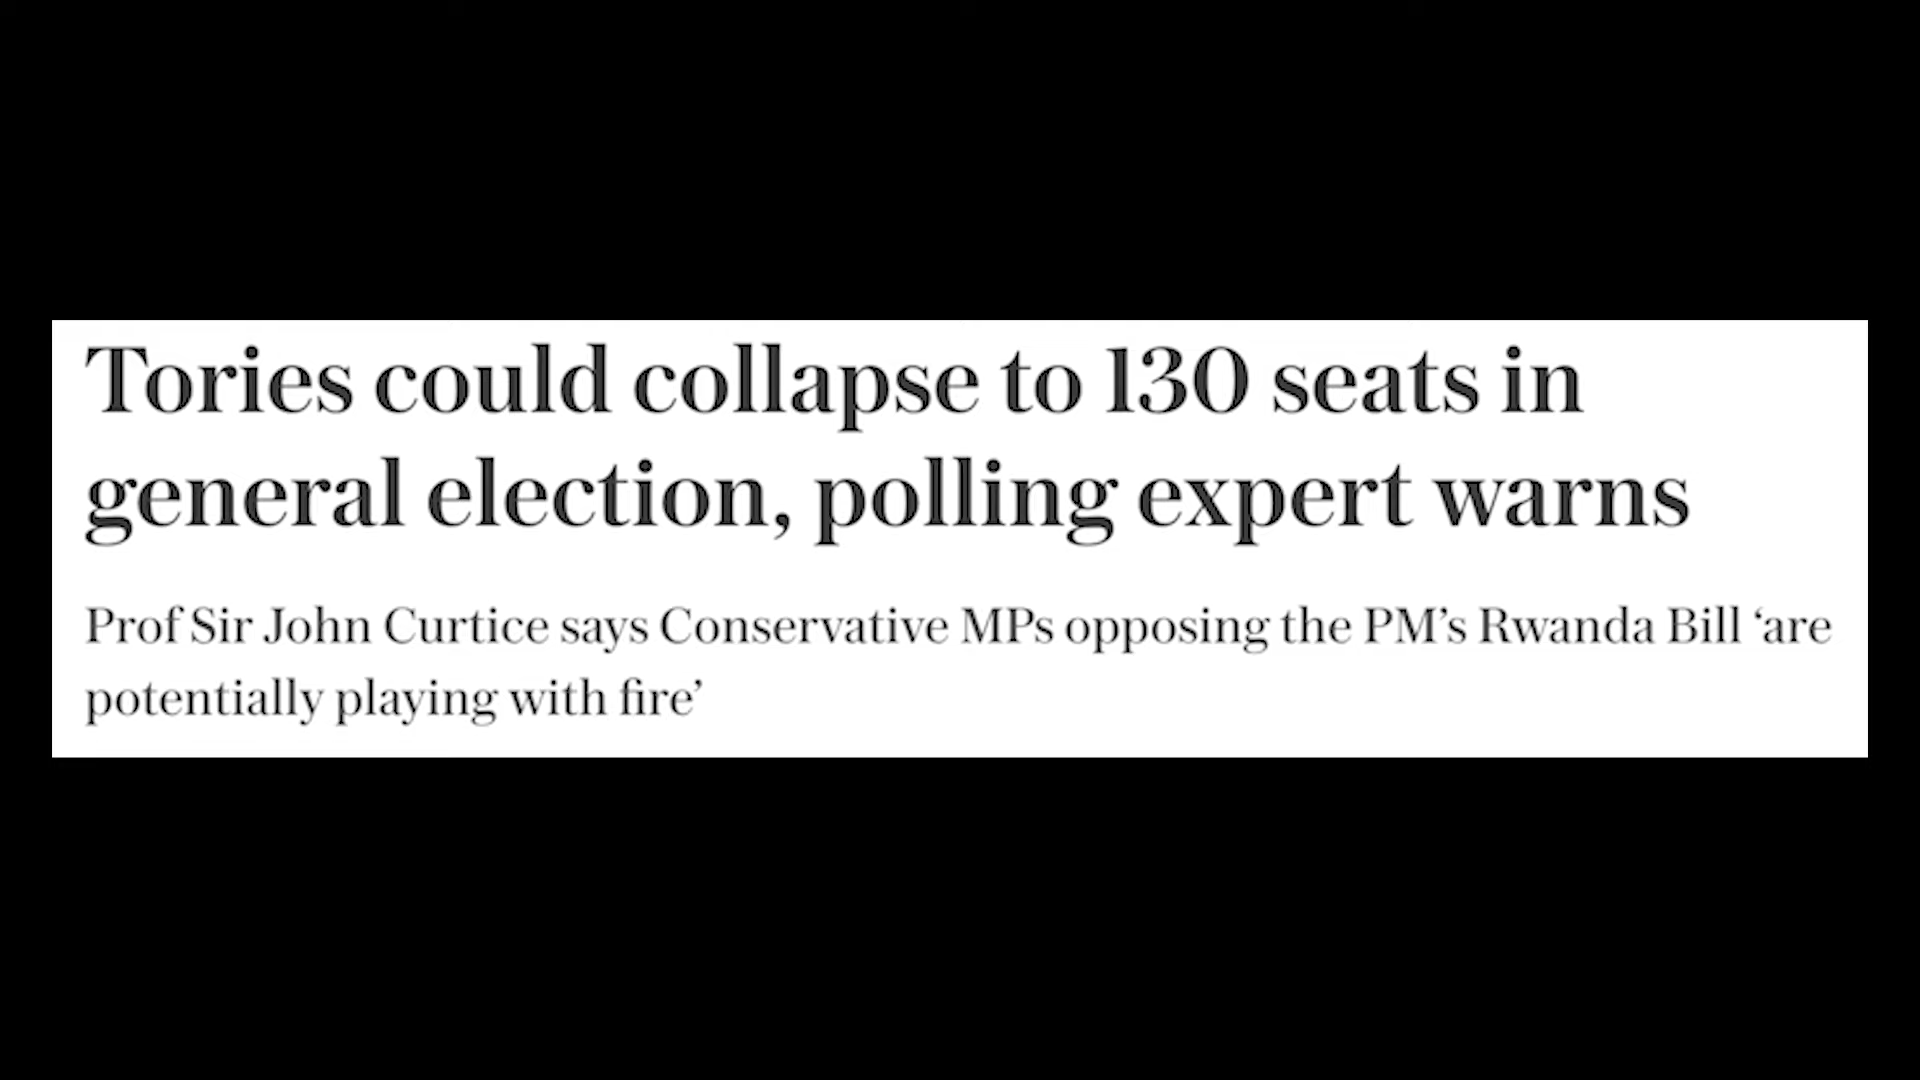 Tories could collapse to 130 seats in
general election, polling expert warns
Prof Sir John Curtice says Conservative MPs opposing the PM’s Rwanda Bill ‘are
potentially playing with fire’